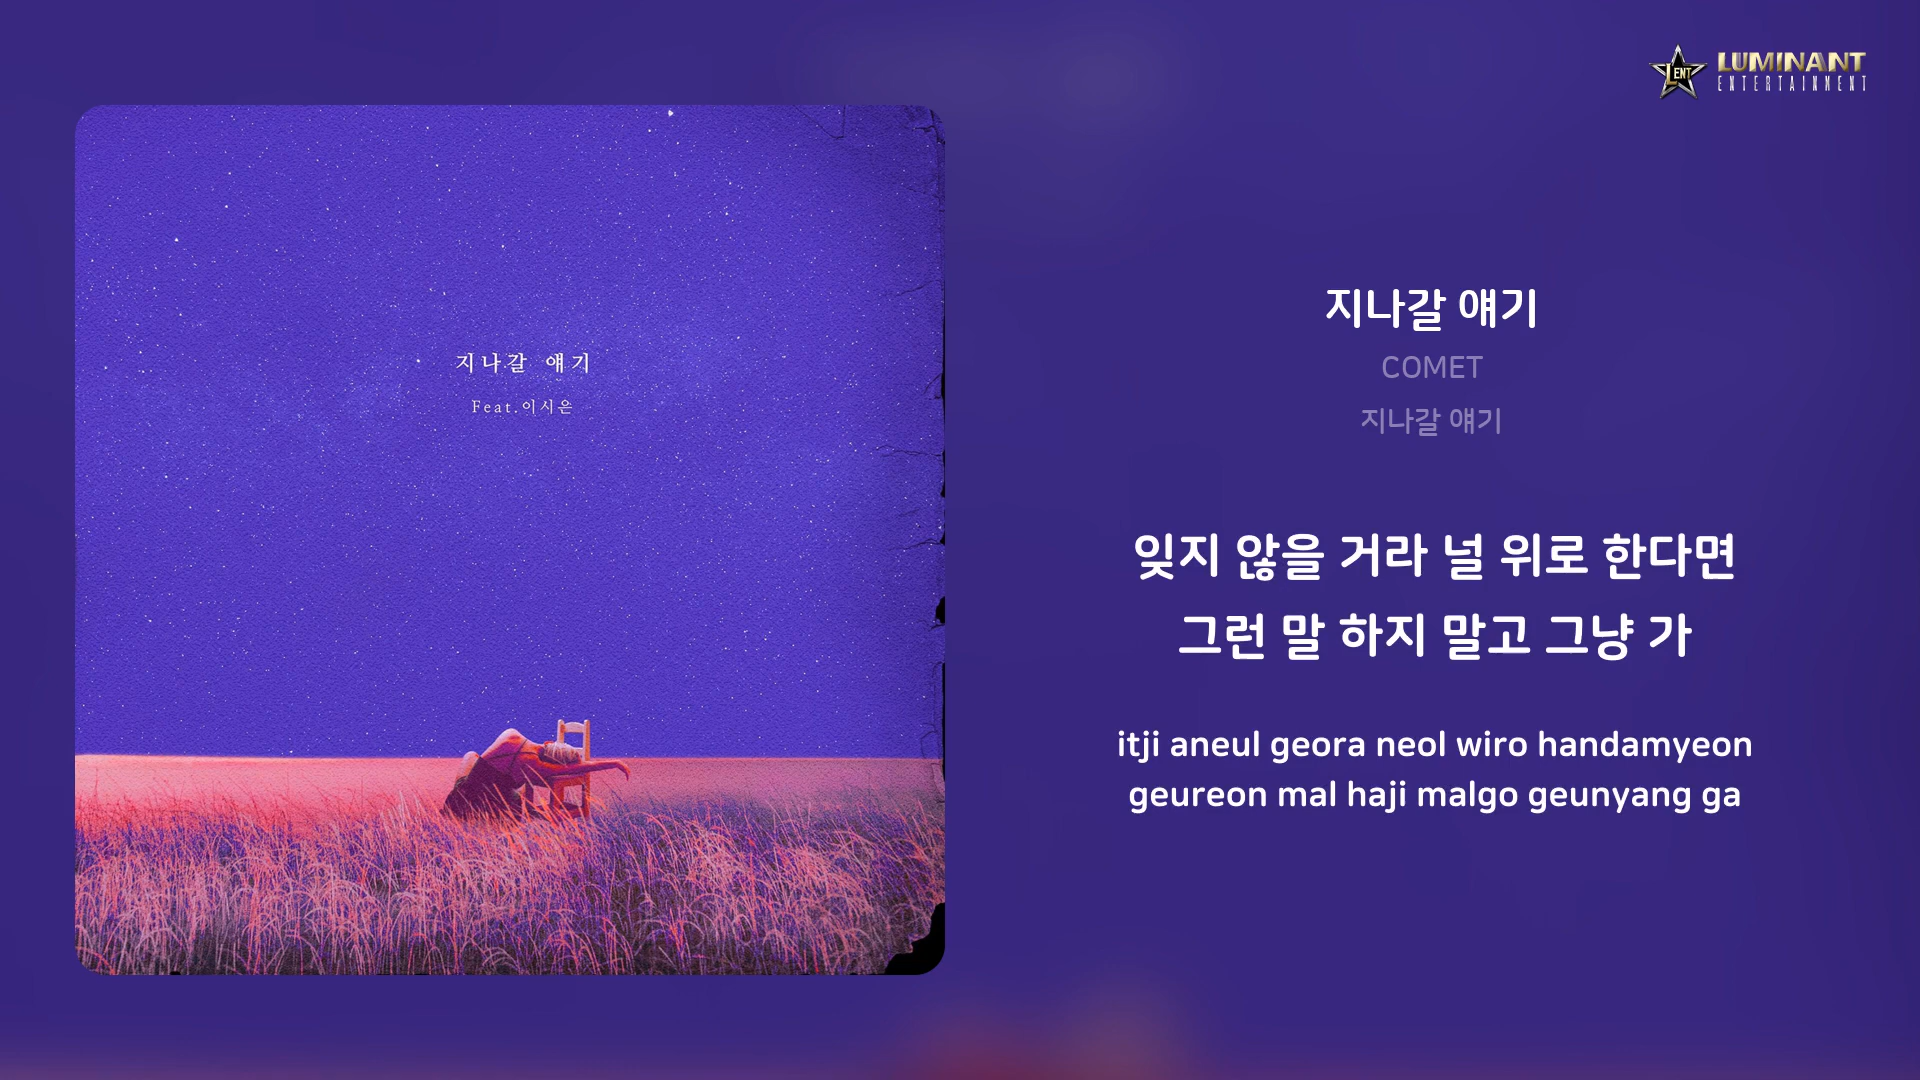 LENT
LUMINANT
ENTERTAINMENT
지나갈 얘기
Feat.이시은
지나갈 얘기
COMET
지나갈 얘기
잊지 않을 거라 널 위로 한다면
그런 말 하지 말고 그냥 가
itji aneul geora neol wiro handamyeon
geureon mal haji malgo geunyang ga